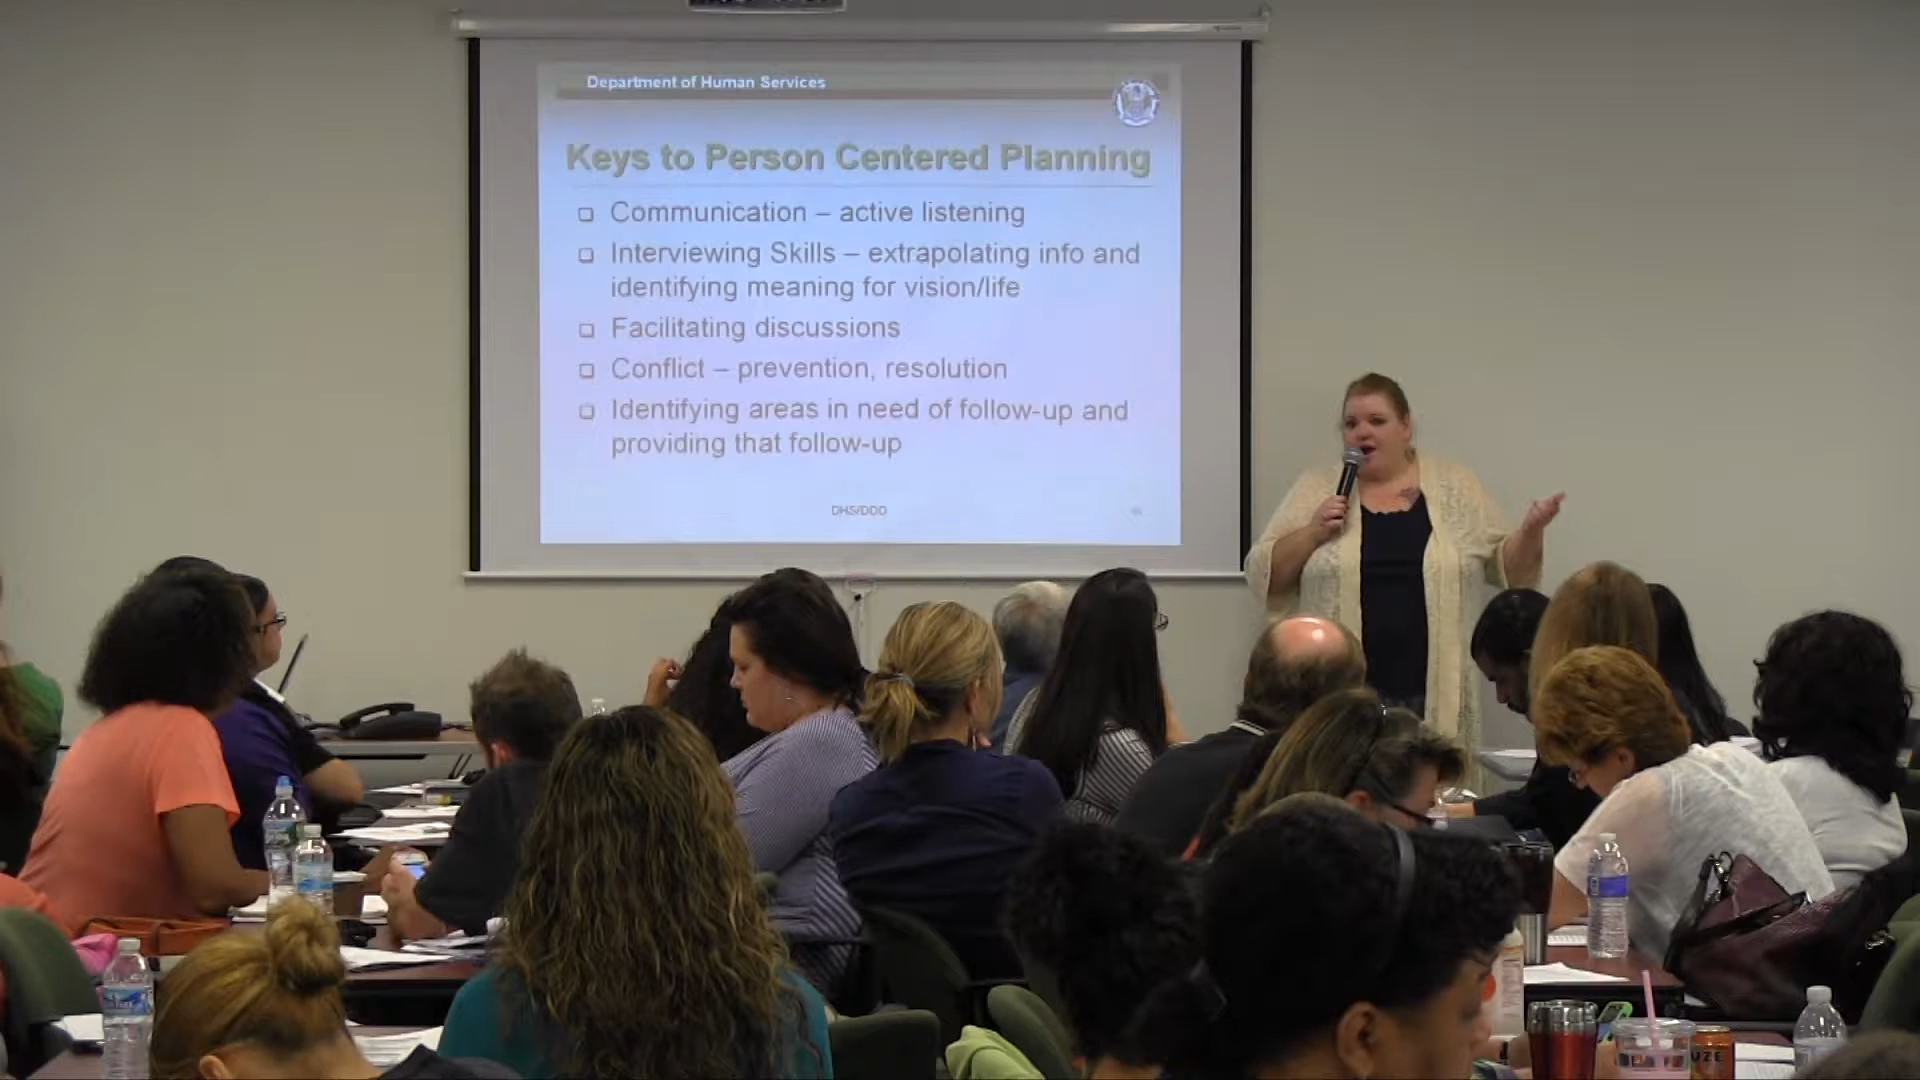 Department of Human Services
Keys to Person Centered Planning
Communication – active listening
Interviewing Skills – extrapolating info and
identifying meaning for vision/life
Facilitating discussions
Conflict – prevention, resolution
Identifying areas in need of follow-up and
providing that follow-up
DHS/DDD
UZE